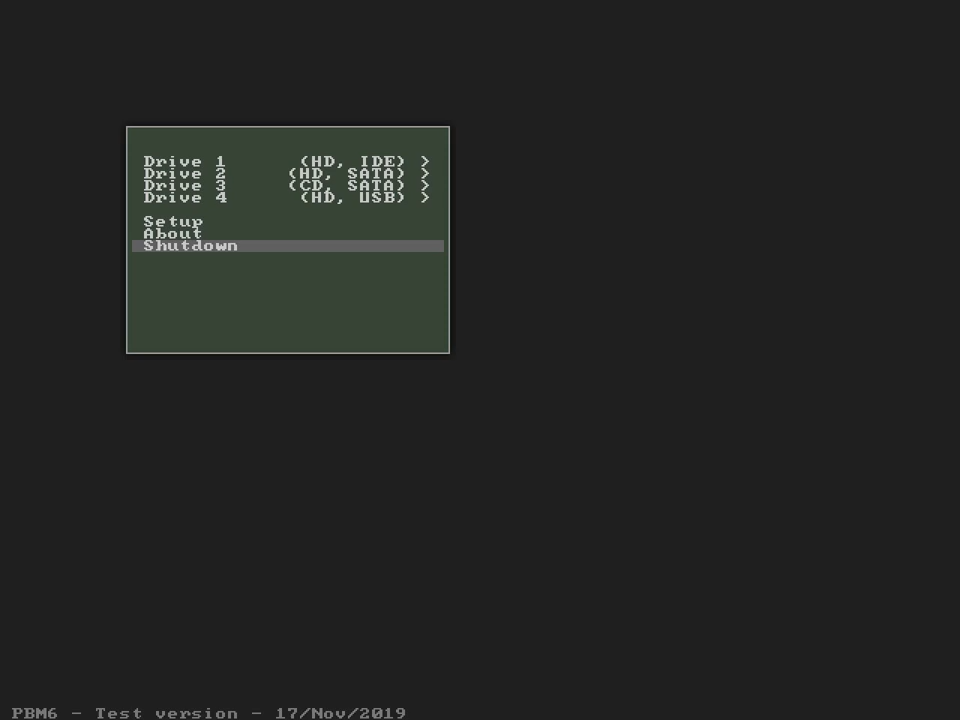 Drive 1 (HD, IDE) >
Drive 2 (HD, SATA) >
Drive 3 (CD, SATA) >
Drive 4 (HD, USB) >
Setup
About
Shutdown
PBM6 - Test version - 17/Nov/2019